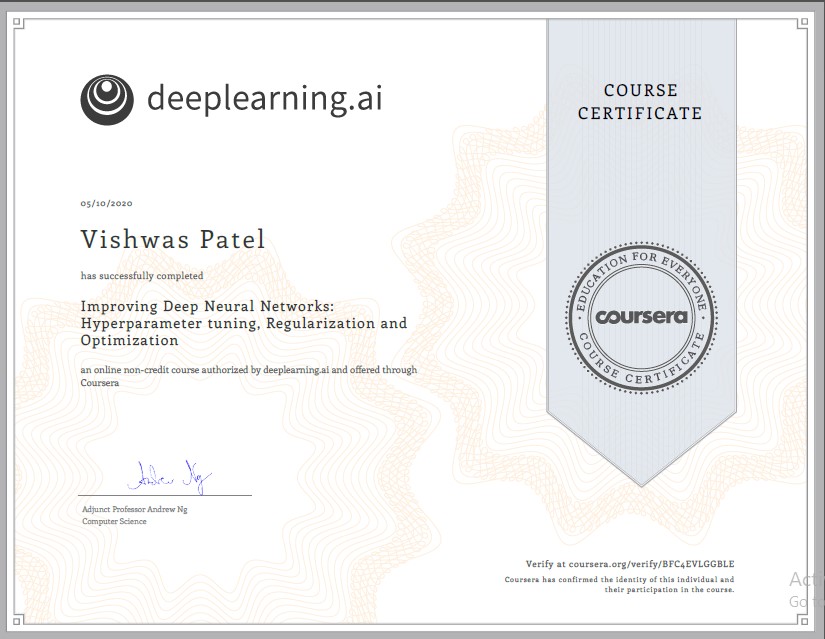 deeplearning.ai
COURSE
CERTIFICATE
05/10/2020
Vishwas Patel
has successfully completed
Improving Deep Neural Networks:
Hyperparameter tuning, Regularization and
Optimization
an online non-credit course authorized by deeplearning.ai and offered through
Coursera
EDUCATION FOR EVERYONE
coursera
COURSE CERTIFICATE
Andrew Ng
Adjunct Professor Andrew Ng
Computer Science
Verify at coursera.org/verify/BFC4EVLGGBLE
Coursera has confirmed the identity of this individual and
their participation in the course.
Go